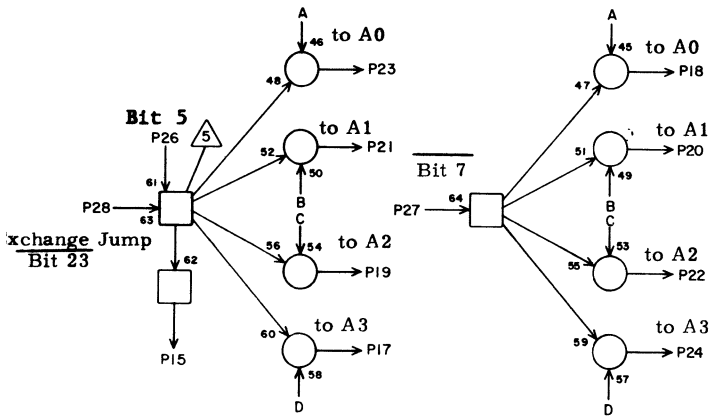 A
A
46 to A0
45 to A0
48
P23
47
P18
Bit 5
P26
5
to A1
to A1
52
P21
51
P20
50
49
Bit 7
61
B
B
P28
63
P27
64
C
C
xchange Jump
Bit 23
62
56
54
to A2
55
53
to A2
P19
P22
60
to A3
59
to A3
P15
P17
P24
58
57
D
D